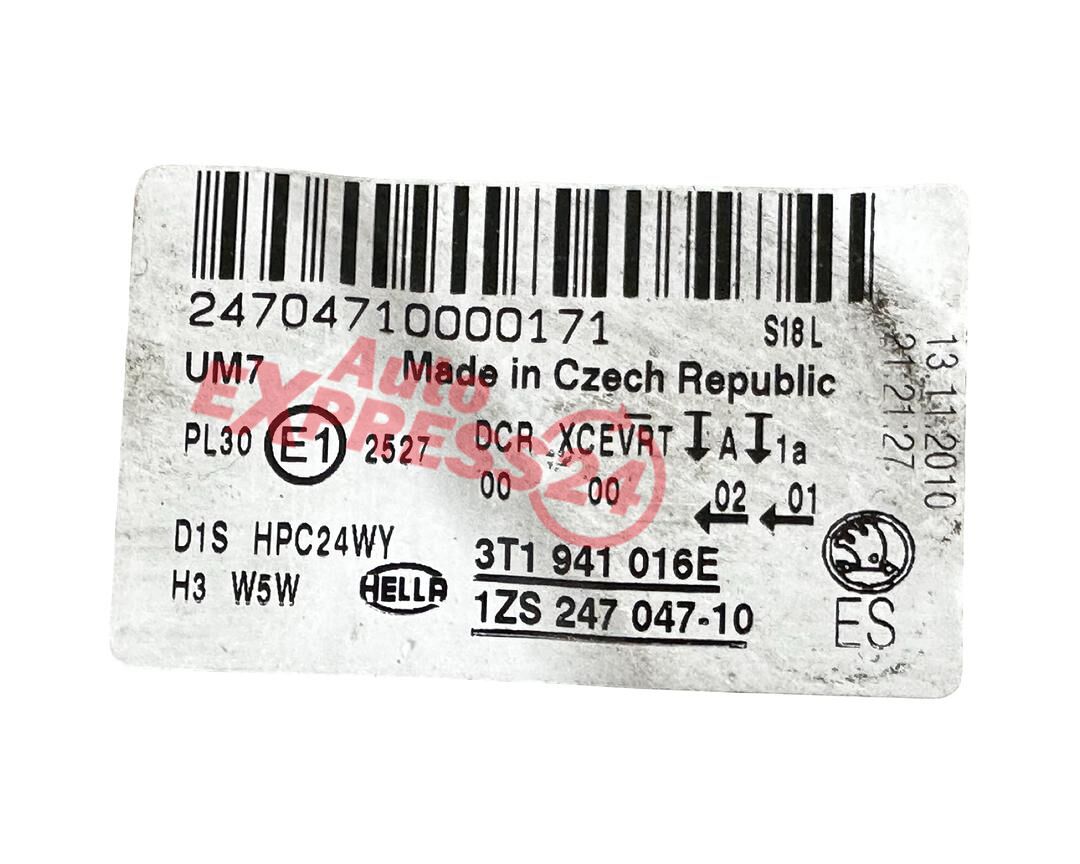 24704710000171
S18 L
UM7 Made in Czech Republic
13.11.2010
21:21:27
PL30 E1 2527 DCR XCEVRT A 1a
00 00 02 01
D1S HPC24WY
H3 W5W
HELLA
3T1 941 016E
1ZS 247 047-10
ES
Auto
EXPRESS24